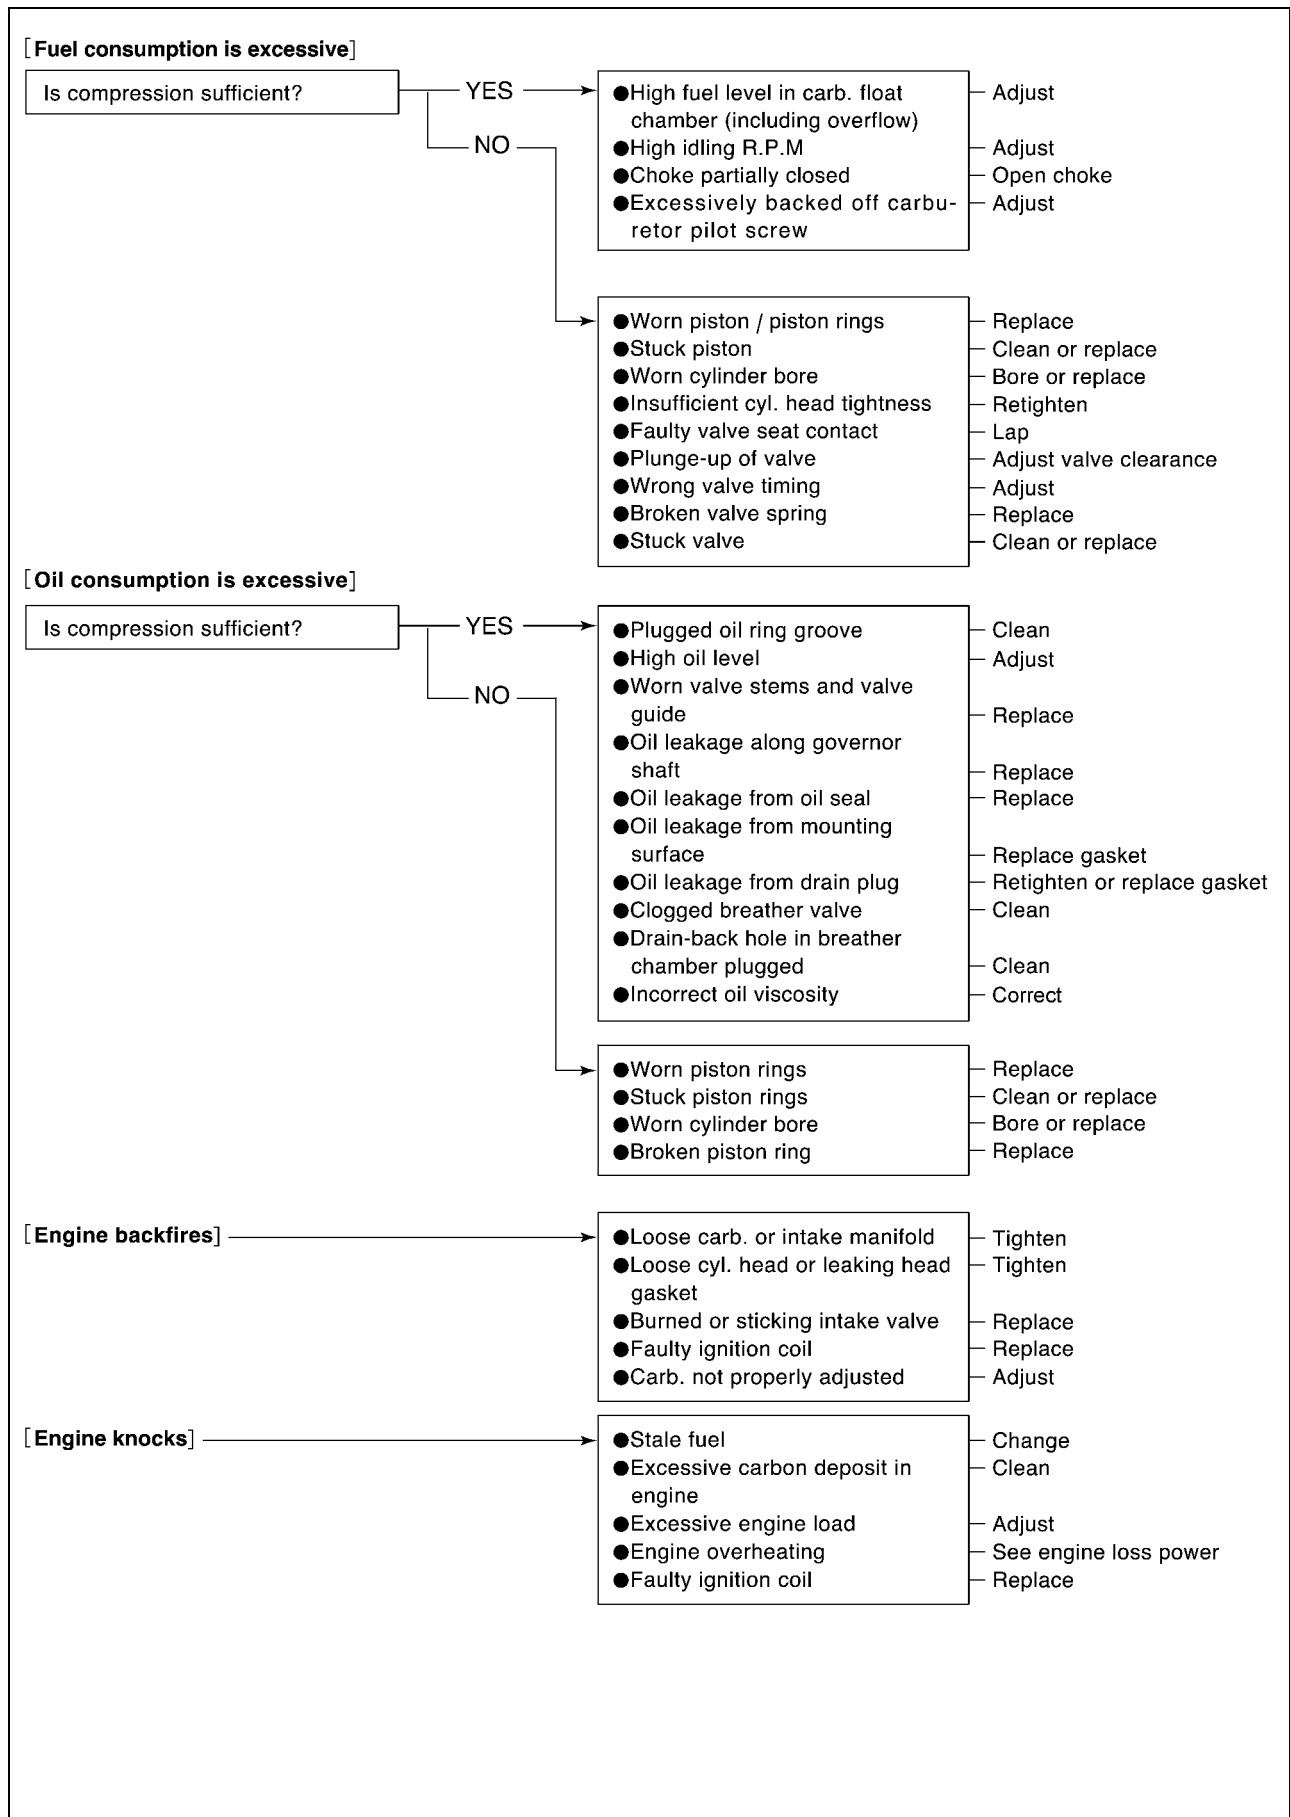 [Fuel consumption is excessive]
Is compression sufficient?
YES
●High fuel level in carb. float
Adjust
chamber (including overflow)
NO
●High idling R.P.M
Adjust
●Choke partially closed
Open choke
●Excessively backed off carbu-
Adjust
retor pilot screw
●Worn piston / piston rings
Replace
●Stuck piston
Clean or replace
●Worn cylinder bore
Bore or replace
●Insufficient cyl. head tightness
Retighten
●Faulty valve seat contact
Lap
●Plunge-up of valve
Adjust valve clearance
●Wrong valve timing
Adjust
●Broken valve spring
Replace
●Stuck valve
Clean or replace
[Oil consumption is excessive]
Is compression sufficient?
YES
●Plugged oil ring groove
Clean
●High oil level
Adjust
NO
●Worn valve stems and valve
guide
Replace
●Oil leakage along governor
shaft
Replace
●Oil leakage from oil seal
Replace
●Oil leakage from mounting
surface
Replace gasket
●Oil leakage from drain plug
Retighten or replace gasket
●Clogged breather valve
Clean
●Drain-back hole in breather
chamber plugged
Clean
●Incorrect oil viscosity
Correct
●Worn piston rings
Replace
●Stuck piston rings
Clean or replace
●Worn cylinder bore
Bore or replace
●Broken piston ring
Replace
[Engine backfires]
●Loose carb. or intake manifold
Tighten
●Loose cyl. head or leaking head
Tighten
gasket
●Burned or sticking intake valve
Replace
●Faulty ignition coil
Replace
●Carb. not properly adjusted
Adjust
[Engine knocks]
●Stale fuel
Change
●Excessive carbon deposit in
Clean
engine
●Excessive engine load
Adjust
●Engine overheating
See engine loss power
●Faulty ignition coil
Replace